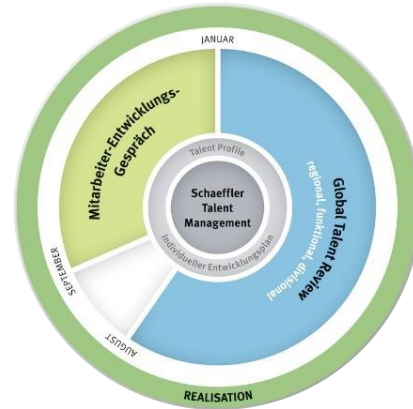 JANUAR
Mitarbeiter-Entwicklungs-
Gespräch
Talent Profile
Schaeffler
Talent
Management
Individueller Entwicklungsplan
Global Talent Review
regional, funktional, divisional
SEPTEMBER
AUGUST
REALISATION